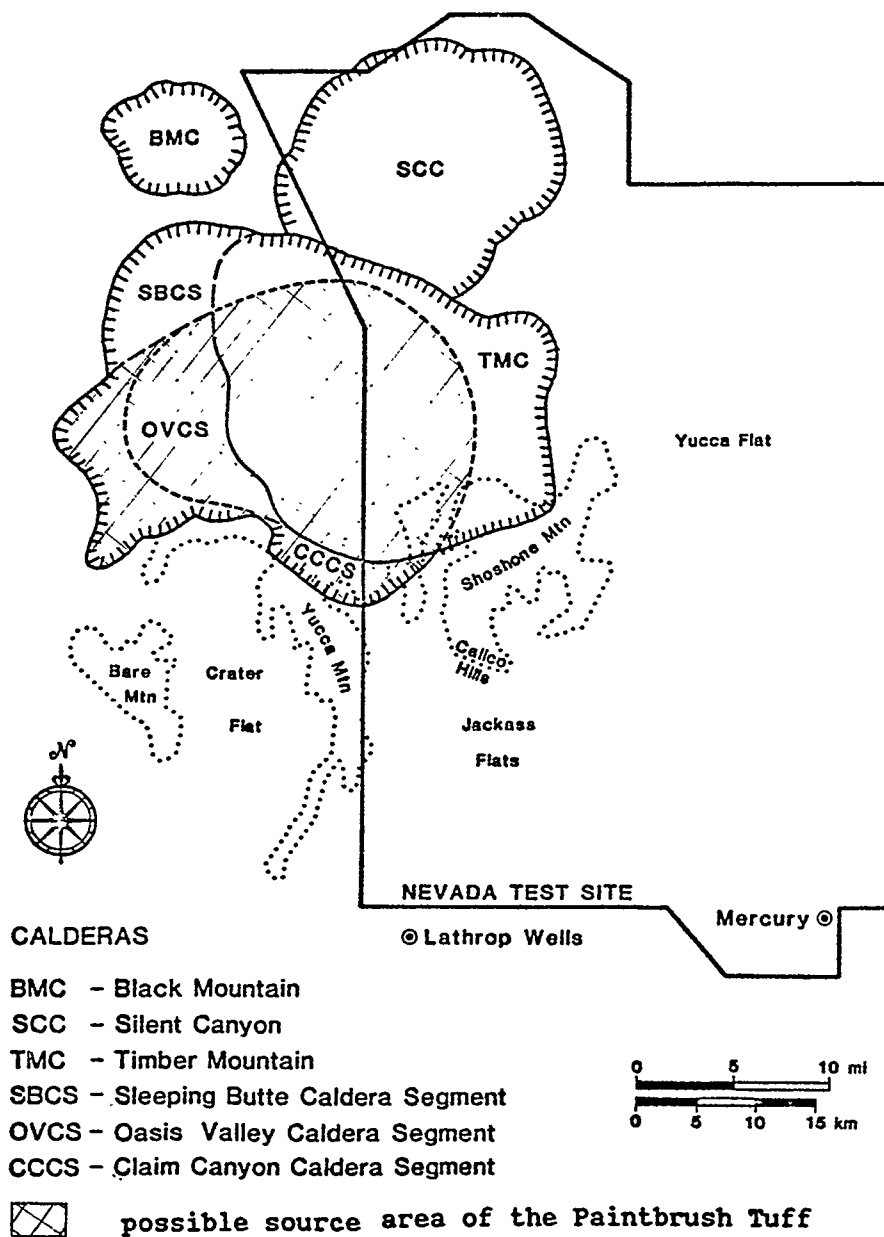 BMC
SCC
SBCS
TMC
OVCS
Yucca Flat
CCCS
Shoshone Mtn
Yucca Mtn
Calico
Hills
Bare
Mtn
Crater
Flat
Jackass
Flats
N
NEVADA TEST SITE
Mercury
Lathrop Wells
CALDERAS
BMC - Black Mountain
SCC - Silent Canyon
TMC - Timber Mountain
SBCS - Sleeping Butte Caldera Segment
OVCS - Oasis Valley Caldera Segment
CCCS - Claim Canyon Caldera Segment
0 5 10 mi
0 5 10 15 km
possible source area of the Paintbrush Tuff